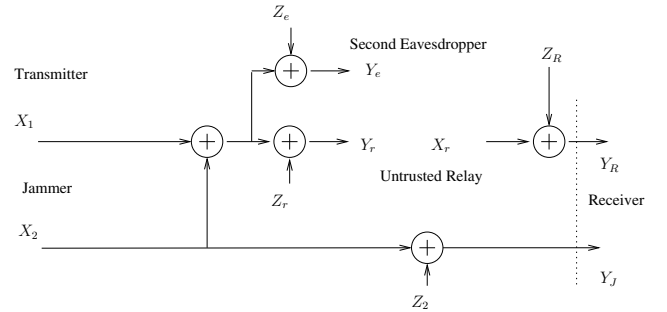 Z_e
Second Eavesdropper
Transmitter
Y_e
Z_R
X_1
Y_r
X_r
Y_R
Jammer
Untrusted Relay
Receiver
Z_r
X_2
Z_2
Y_J